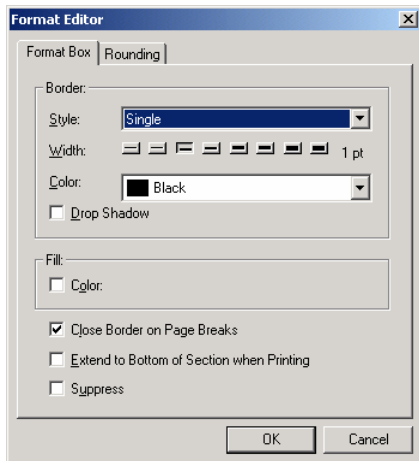 Format Editor
Format Box Rounding
Border:
Style: Single
Width: 1 pt
Color: Black
Drop Shadow
Fill:
Color:
Close Border on Page Breaks
Extend to Bottom of Section when Printing
Suppress
OK Cancel